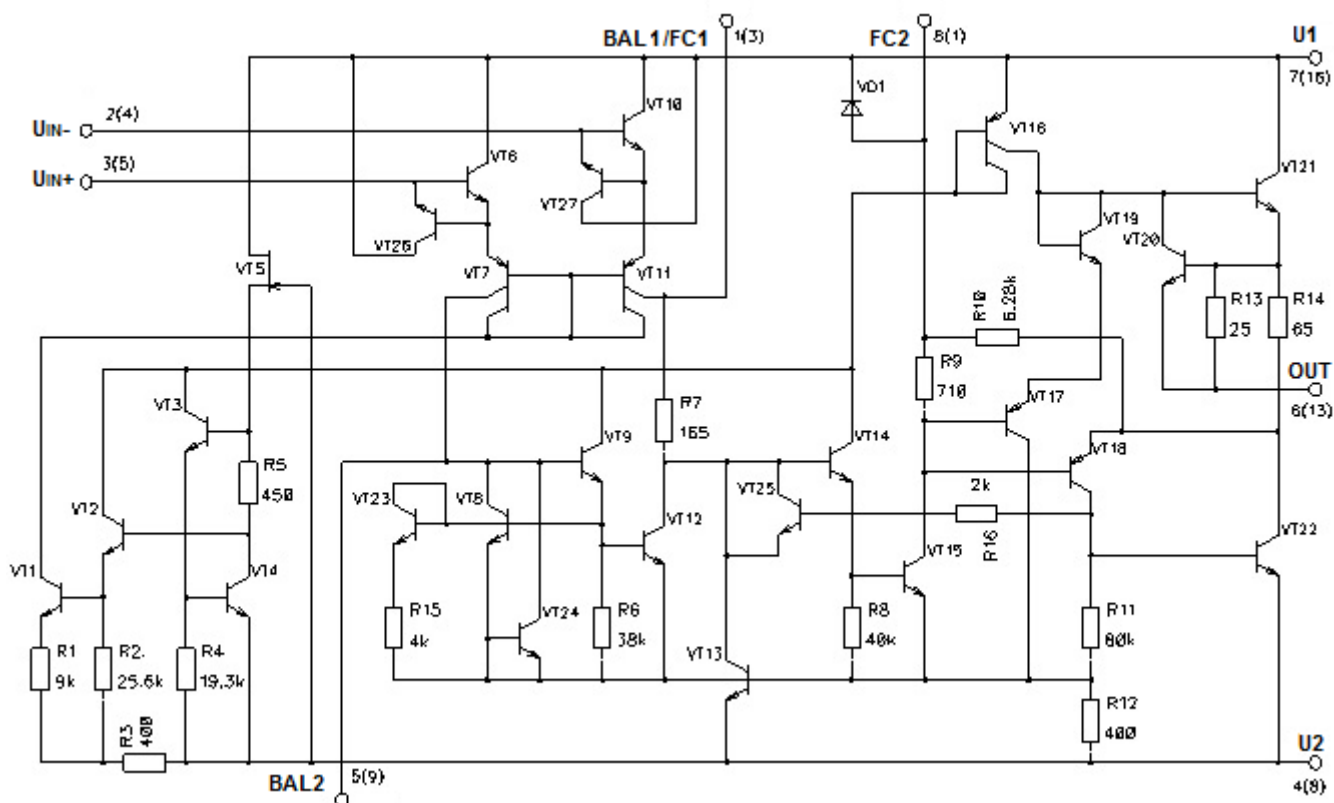 BAL1/FC1 1(3) FC2 8(1) U1
7(16)
VD1
VT10
UIN- 2(4)
VT16
UIN+ 3(5)
VT6
VT21
VT27
VT19
VT20
VT26
VT5
VT7
VT11
R10
6.28k
R13
25
R14
65
R9
710
OUT
6(13)
VT3
R7
165
VT17
VT9
VT14
VT18
R5
450
VT23
VT8
VT25
2k
R16
VT2
VT12
VT22
VT15
VT1
VT4
R15
4k
VT24
R6
38k
R8
40k
R11
80k
R1
9k
R2.
25.6k
R4
19.3k
VT13
R3
400
R12
400
U2
BAL2 5(9)
4(8)